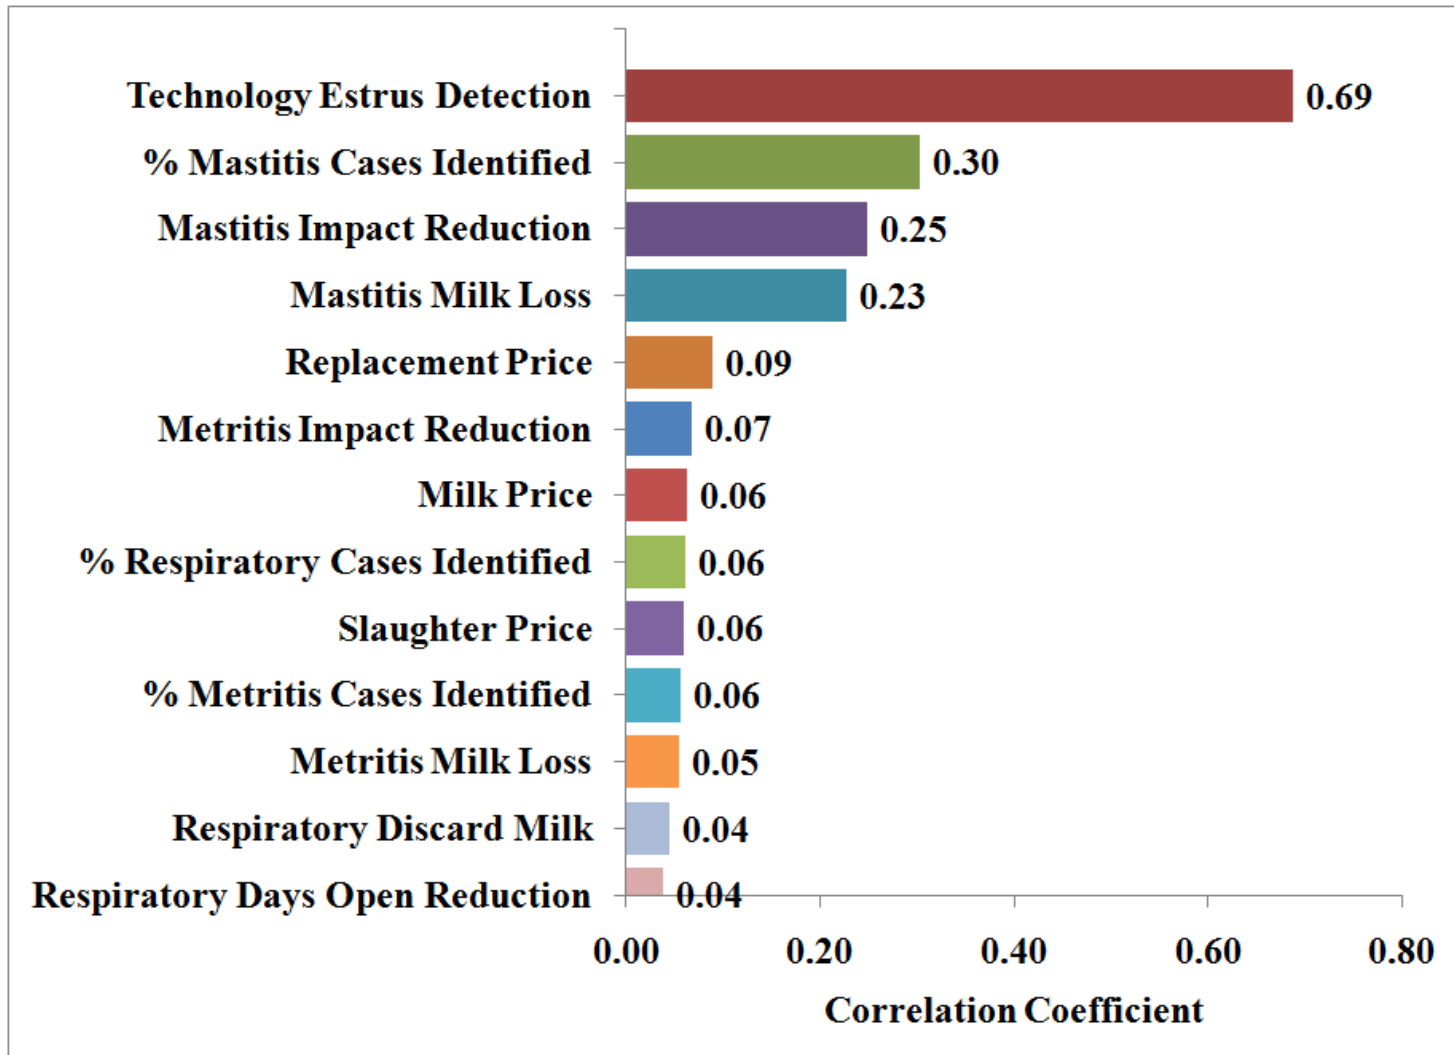 Technology Estrus Detection 0.69
% Mastitis Cases Identified 0.30
Mastitis Impact Reduction 0.25
Mastitis Milk Loss 0.23
Replacement Price 0.09
Metritis Impact Reduction 0.07
Milk Price 0.06
% Respiratory Cases Identified 0.06
Slaughter Price 0.06
% Metritis Cases Identified 0.06
Metritis Milk Loss 0.05
Respiratory Discard Milk 0.04
Respiratory Days Open Reduction 0.04
0.00 0.20 0.40 0.60 0.80
Correlation Coefficient